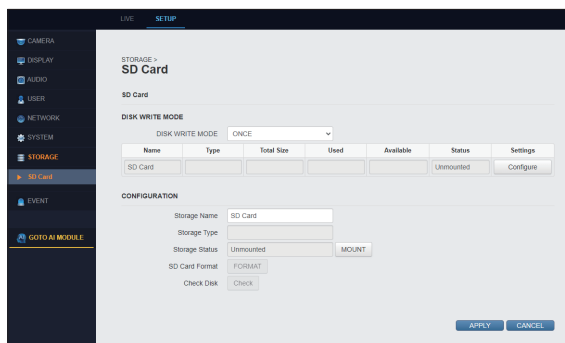 LIVE SETUP
CAMERA
DISPLAY
AUDIO
USER
NETWORK
SYSTEM
STORAGE
SD Card
EVENT
AI GOTO AI MODULE
STORAGE >
SD Card
SD Card
DISK WRITE MODE
DISK WRITE MODE ONCE
Name Type Total Size Used Available Status Settings
SD Card Unmounted Configure
CONFIGURATION
Storage Name SD Card
Storage Type
Storage Status Unmounted MOUNT
SD Card Format FORMAT
Check Disk Check
APPLY CANCEL